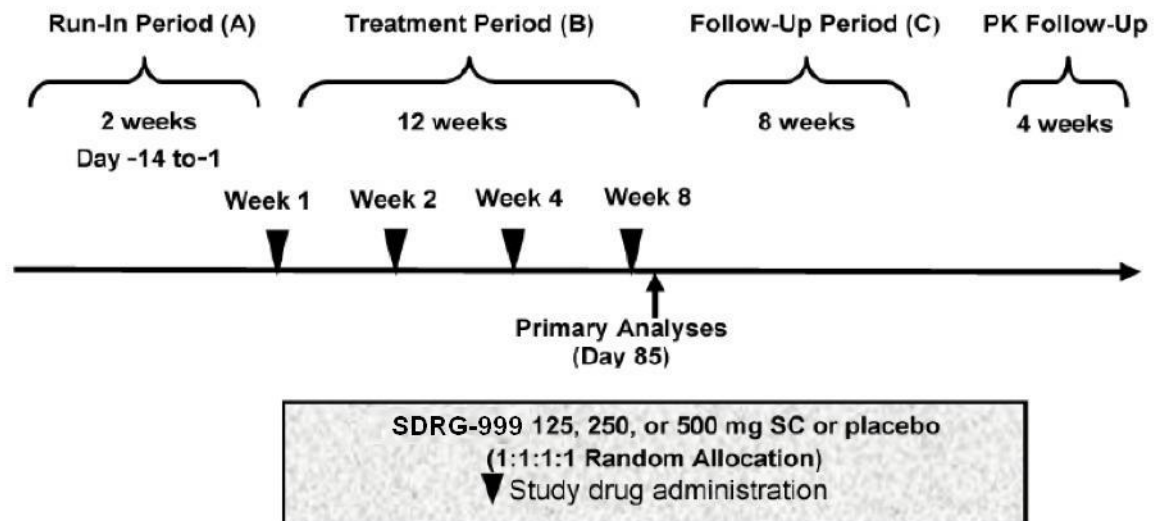 Run-In Period (A) Treatment Period (B) Follow-Up Period (C) PK Follow-Up
2 weeks 12 weeks 8 weeks 4 weeks
Day -14 to-1
Week 1 Week 2 Week 4 Week 8
Primary Analyses
(Day 85)
SDRG-999 125, 250, or 500 mg SC or placebo
(1:1:1:1 Random Allocation)
Study drug administration